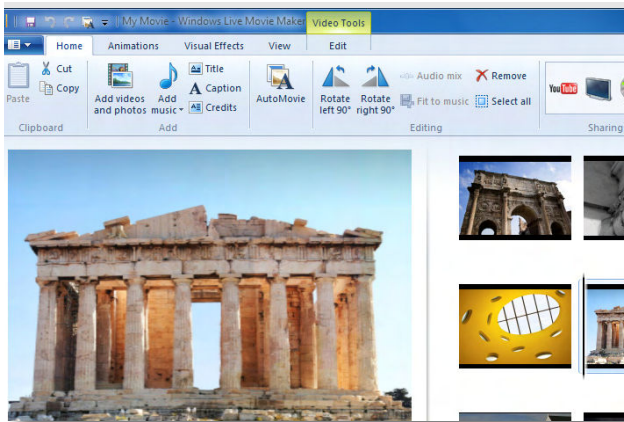 My Movie - Windows Live Movie Maker
Video Tools
Home
Animations
Visual Effects
View
Edit
Paste
Cut
Copy
Clipboard
Add videos
and photos
Add
music
Title
Caption
Credits
Add
AutoMovie
Rotate
left 90°
Rotate
right 90°
Audio mix
Fit to music
Remove
Select all
Editing
You Tube
Sharing